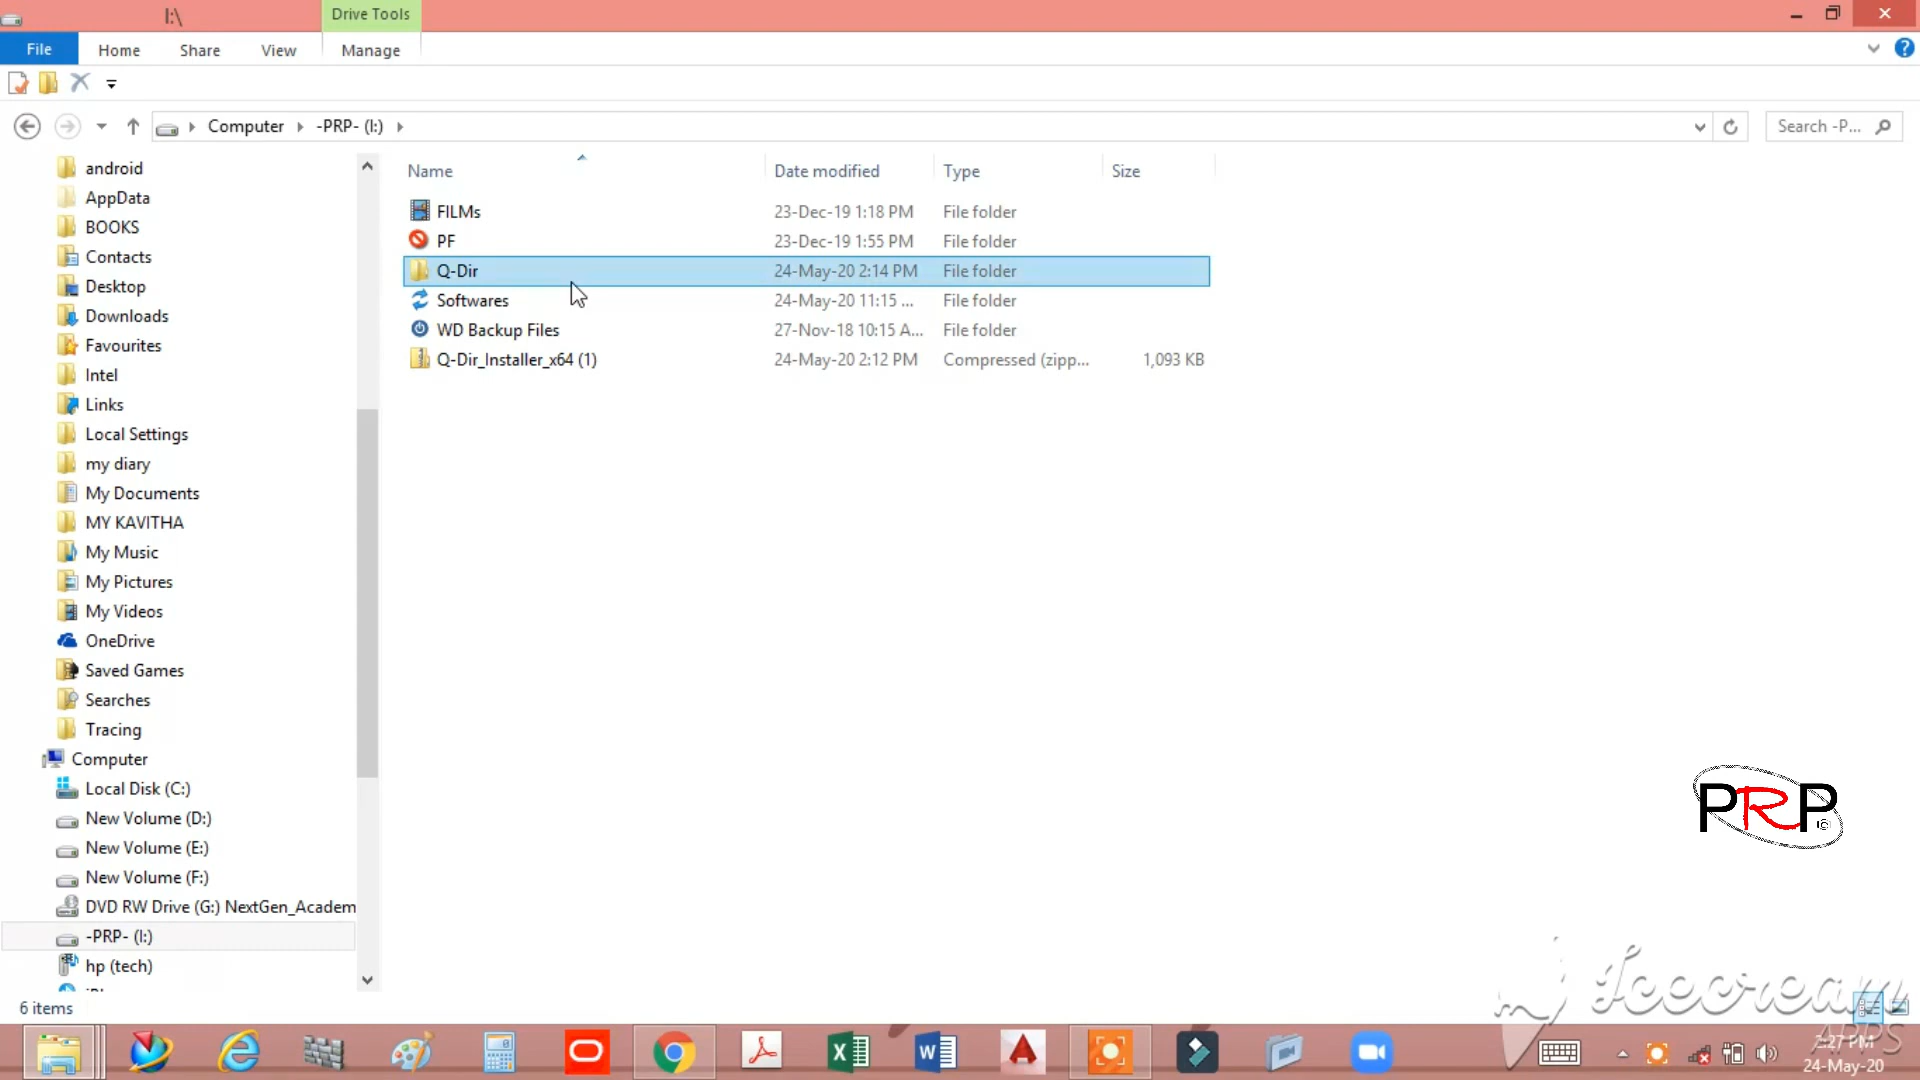 I:\
Drive Tools
File
Home
Share
View
Manage
Computer
-PRP- (I:)
Search -P...
Name
Date modified
Type
Size
FILMs
23-Dec-19 1:18 PM
File folder
PF
23-Dec-19 1:55 PM
File folder
Q-Dir
24-May-20 2:14 PM
File folder
Softwares
24-May-20 11:15 ...
File folder
WD Backup Files
27-Nov-18 10:15 A...
File folder
Q-Dir_Installer_x64 (1)
24-May-20 2:12 PM
Compressed (zipp...
1,093 KB
android
AppData
BOOKS
Contacts
Desktop
Downloads
Favourites
Intel
Links
Local Settings
my diary
My Documents
MY KAVITHA
My Music
My Pictures
My Videos
OneDrive
Saved Games
Searches
Tracing
Computer
Local Disk (C:)
New Volume (D:)
New Volume (E:)
New Volume (F:)
DVD RW Drive (G:) NextGen_Academ
-PRP- (I:)
hp (tech)
6 items
PRP
©
Icecream
APPS
2:27 PM
24-May-20